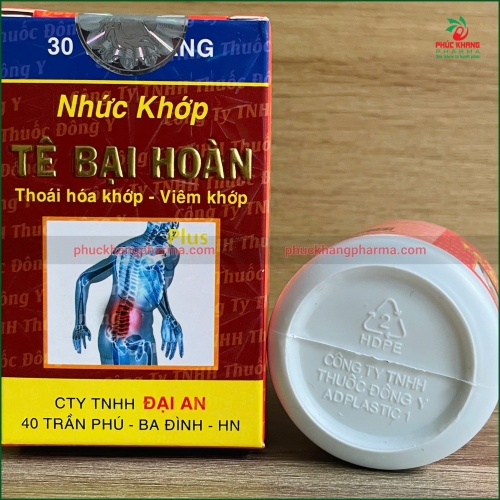 PHÚC KHANG
PHARMA
30
NG
Nhức Khớp
TÊ BẠI HOÀN
Thoái hóa khớp - Viêm khớp
Plus
phuckhangpharma.com
phuckhangpharma.com
CTY TNHH ĐẠI AN
40 TRẦN PHÚ - BA ĐÌNH - HN
2
HDPE
CÔNG TY TNHH
THUỐC ĐÔNG Y
ADPLASTIC 1